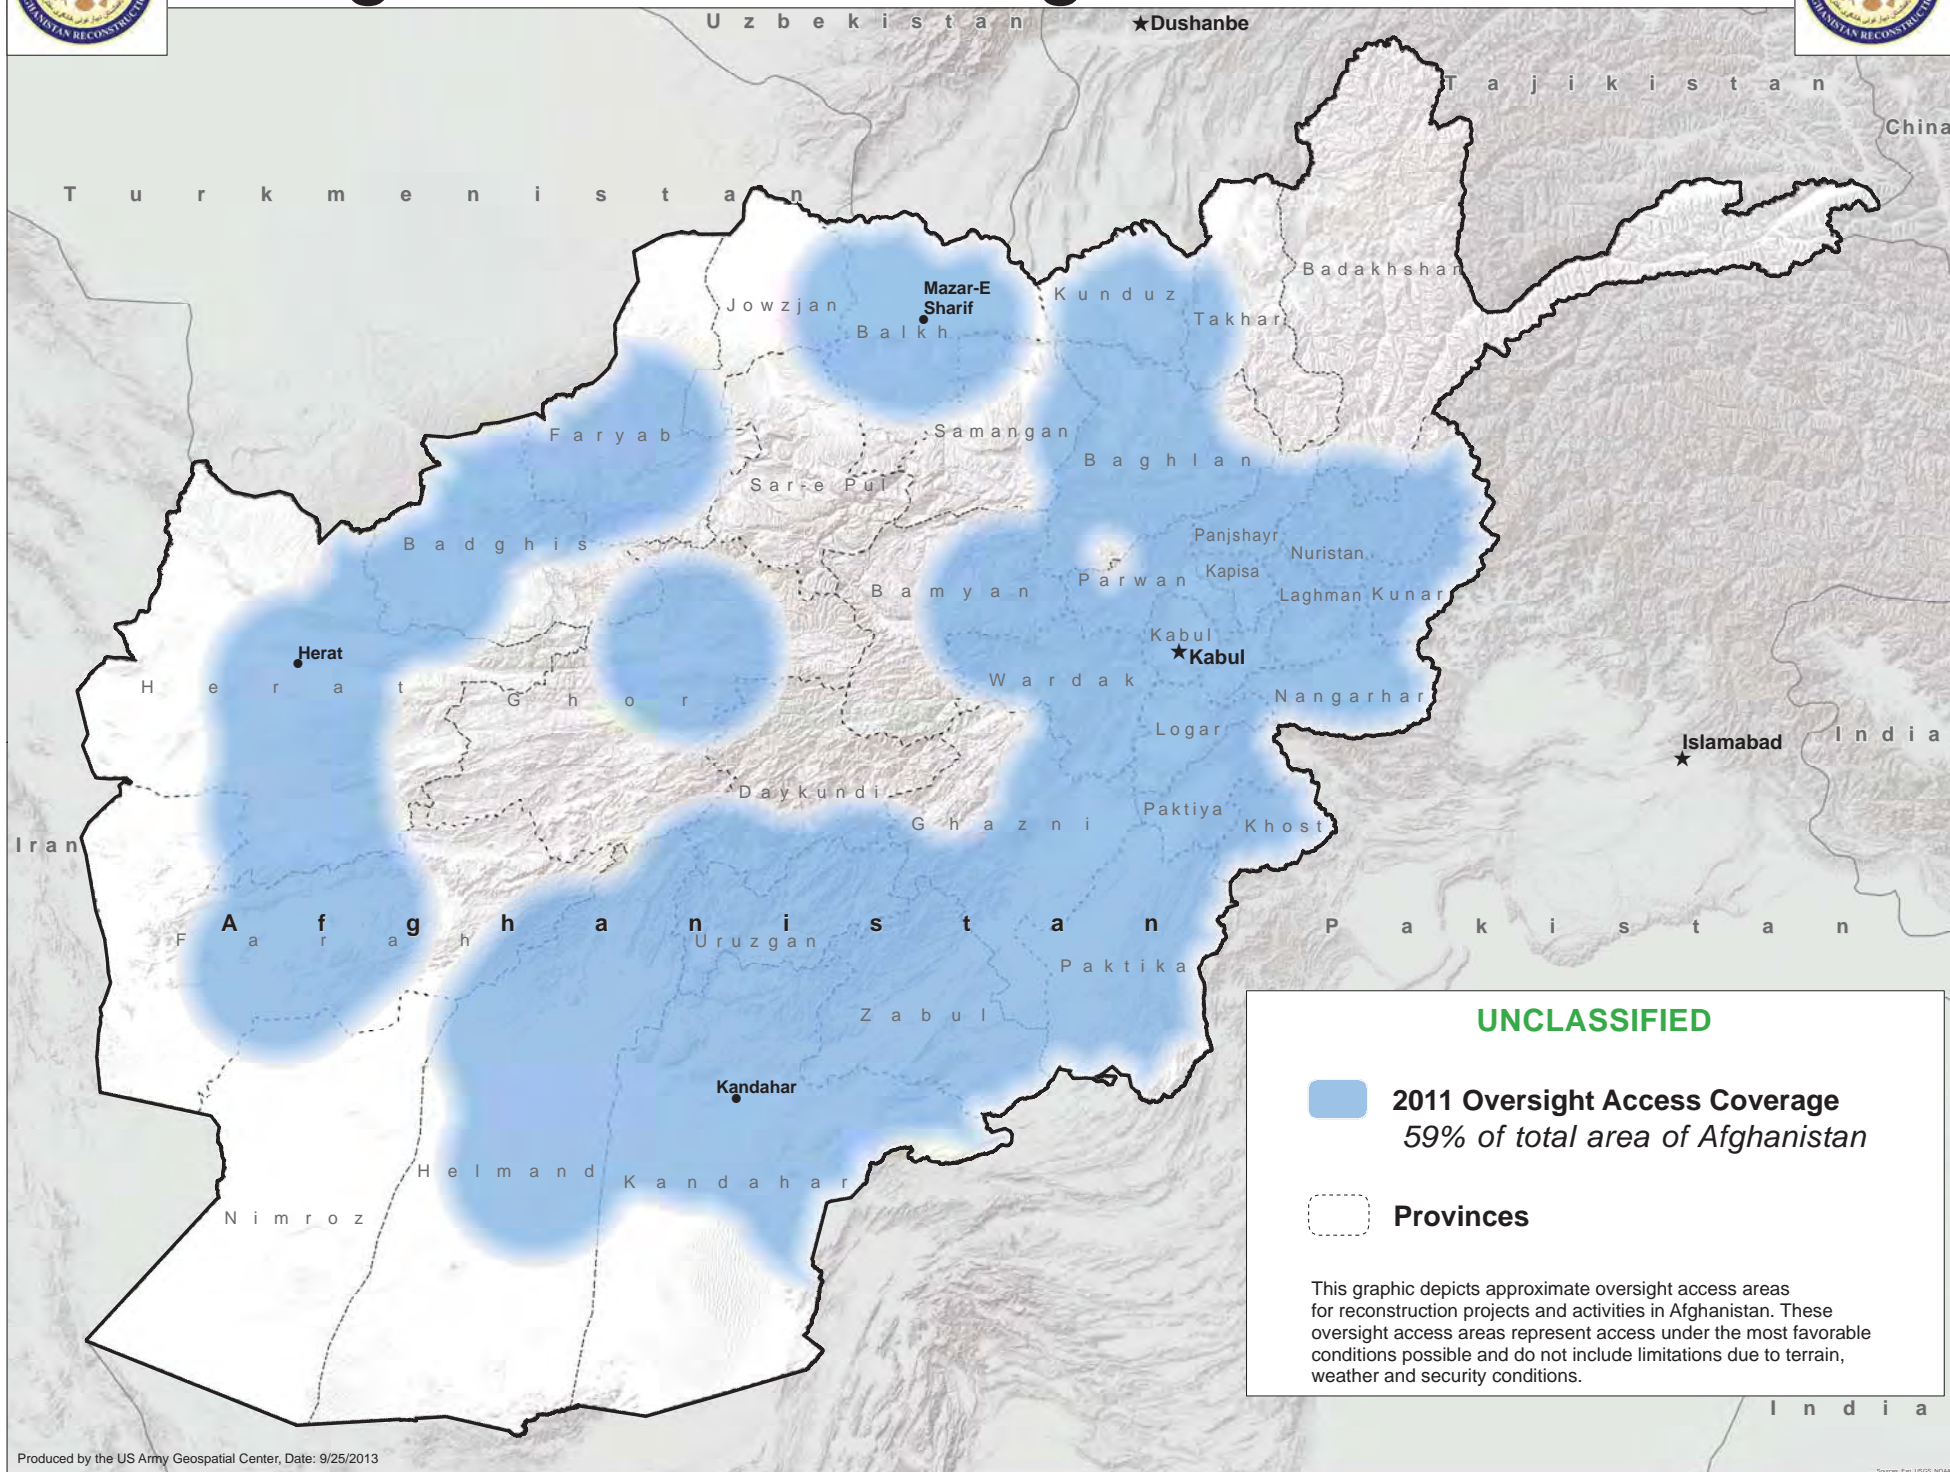 AFGHANISTAN RECONSTRUCTION
AFGHANISTAN RECONSTRUCTION
Uzbekistan
Dushanbe
Tajikistan
China
Turkmenistan
Badakhshan
Mazar-E
Sharif
Kunduz
Jowzjan
Takhar
Balkh
Faryab
Samangan
Baghlan
Sar-e Pul
Badghis
Panjshayr
Nuristan
Kapisa
Parwan
Bamyan
Laghman
Kunar
Kabul
Kabul
Herat
Herat
Ghor
Wardak
Nangarhar
Logar
Islamabad
India
Daykundi
Ghazni
Paktiya
Khost
Iran
Afghanistan
Farah
Uruzgan
Pakistan
Paktika
Zabul
Kandahar
Helmand
Kandahar
Nimroz
UNCLASSIFIED
2011 Oversight Access Coverage
59% of total area of Afghanistan
Provinces
This graphic depicts approximate oversight access areas
for reconstruction projects and activities in Afghanistan. These
oversight access areas represent access under the most favorable
conditions possible and do not include limitations due to terrain,
weather and security conditions.
India
Produced by the US Army Geospatial Center, Date: 9/25/2013